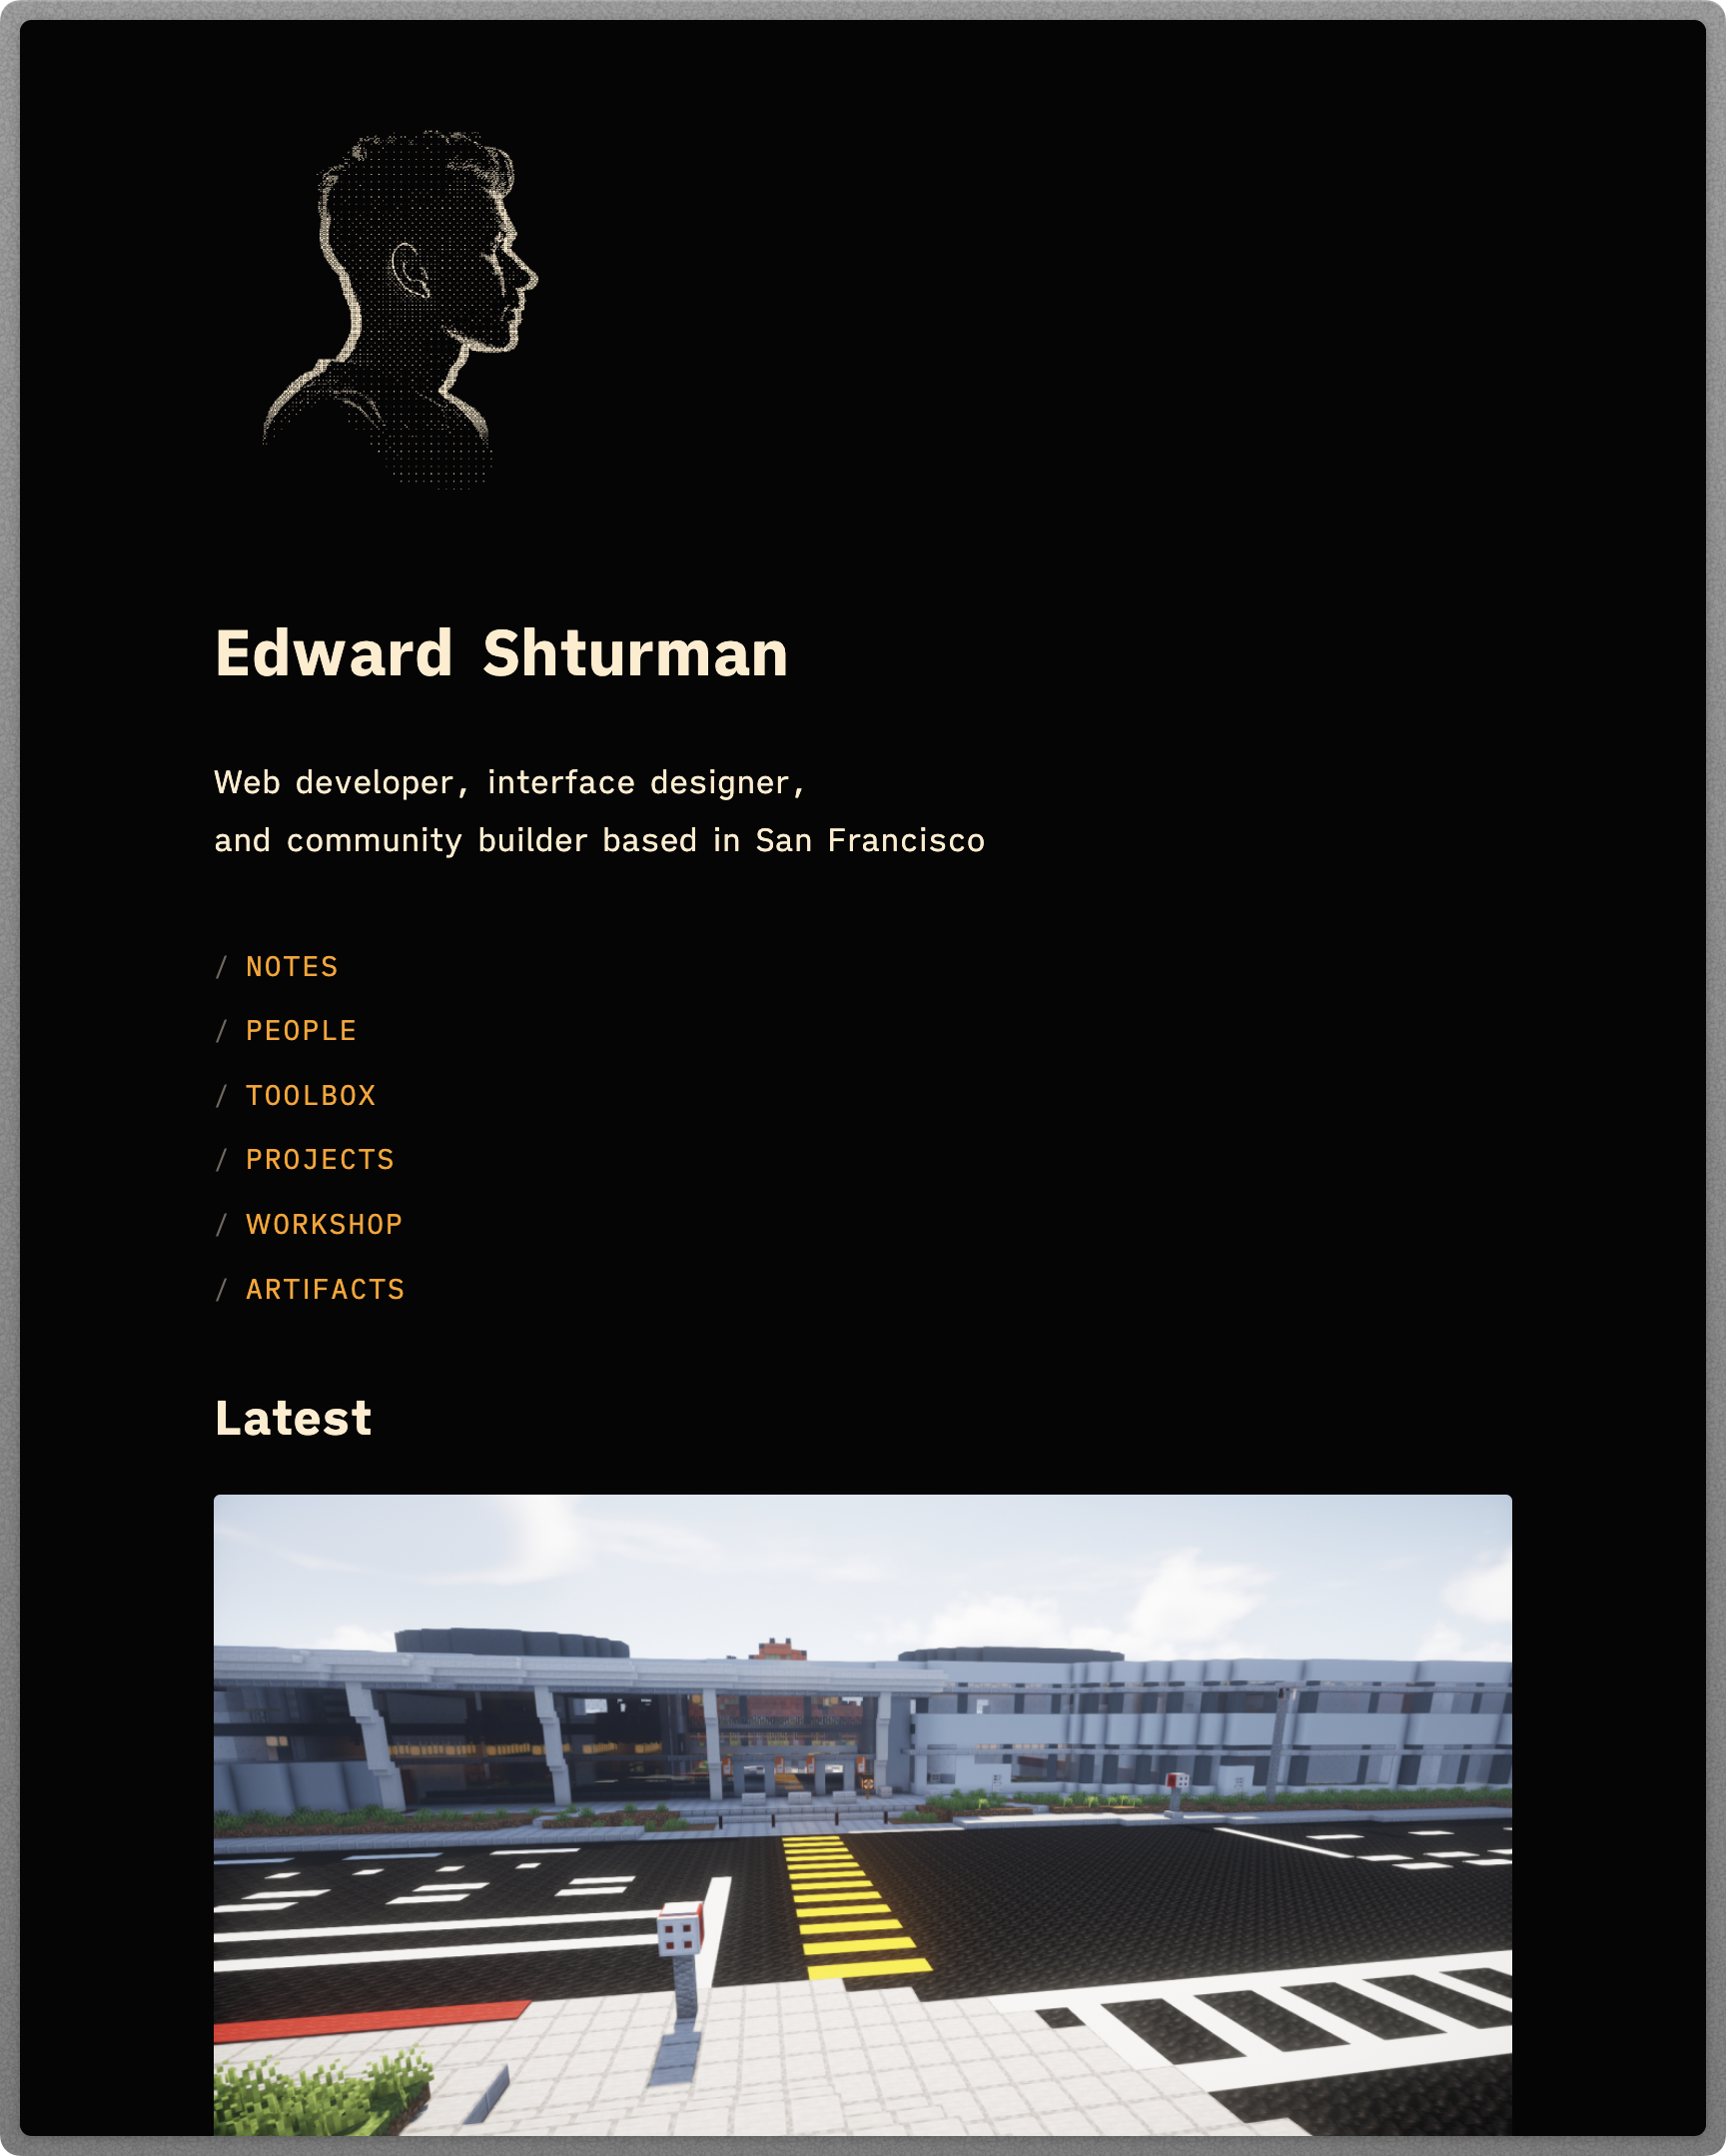 Edward Shturman
Web developer, interface designer,
and community builder based in San Francisco
/ NOTES
/ PEOPLE
/ TOOLBOX
/ PROJECTS
/ WORKSHOP
/ ARTIFACTS
Latest